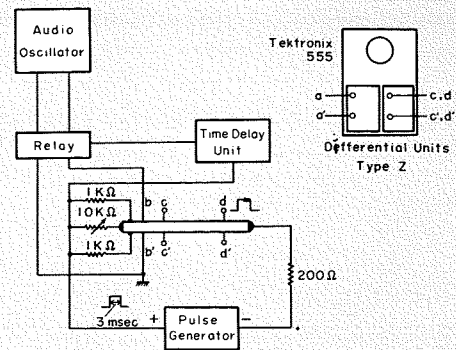 Audio
Oscillator
Tektronix
555
a
a'
c.d
c'.d'
Differential Units
Type Z
Relay
Time Delay
Unit
1KΩ
10KΩ
1KΩ
b c d
b' c' d'
200Ω
3 msec
+ Pulse −
Generator